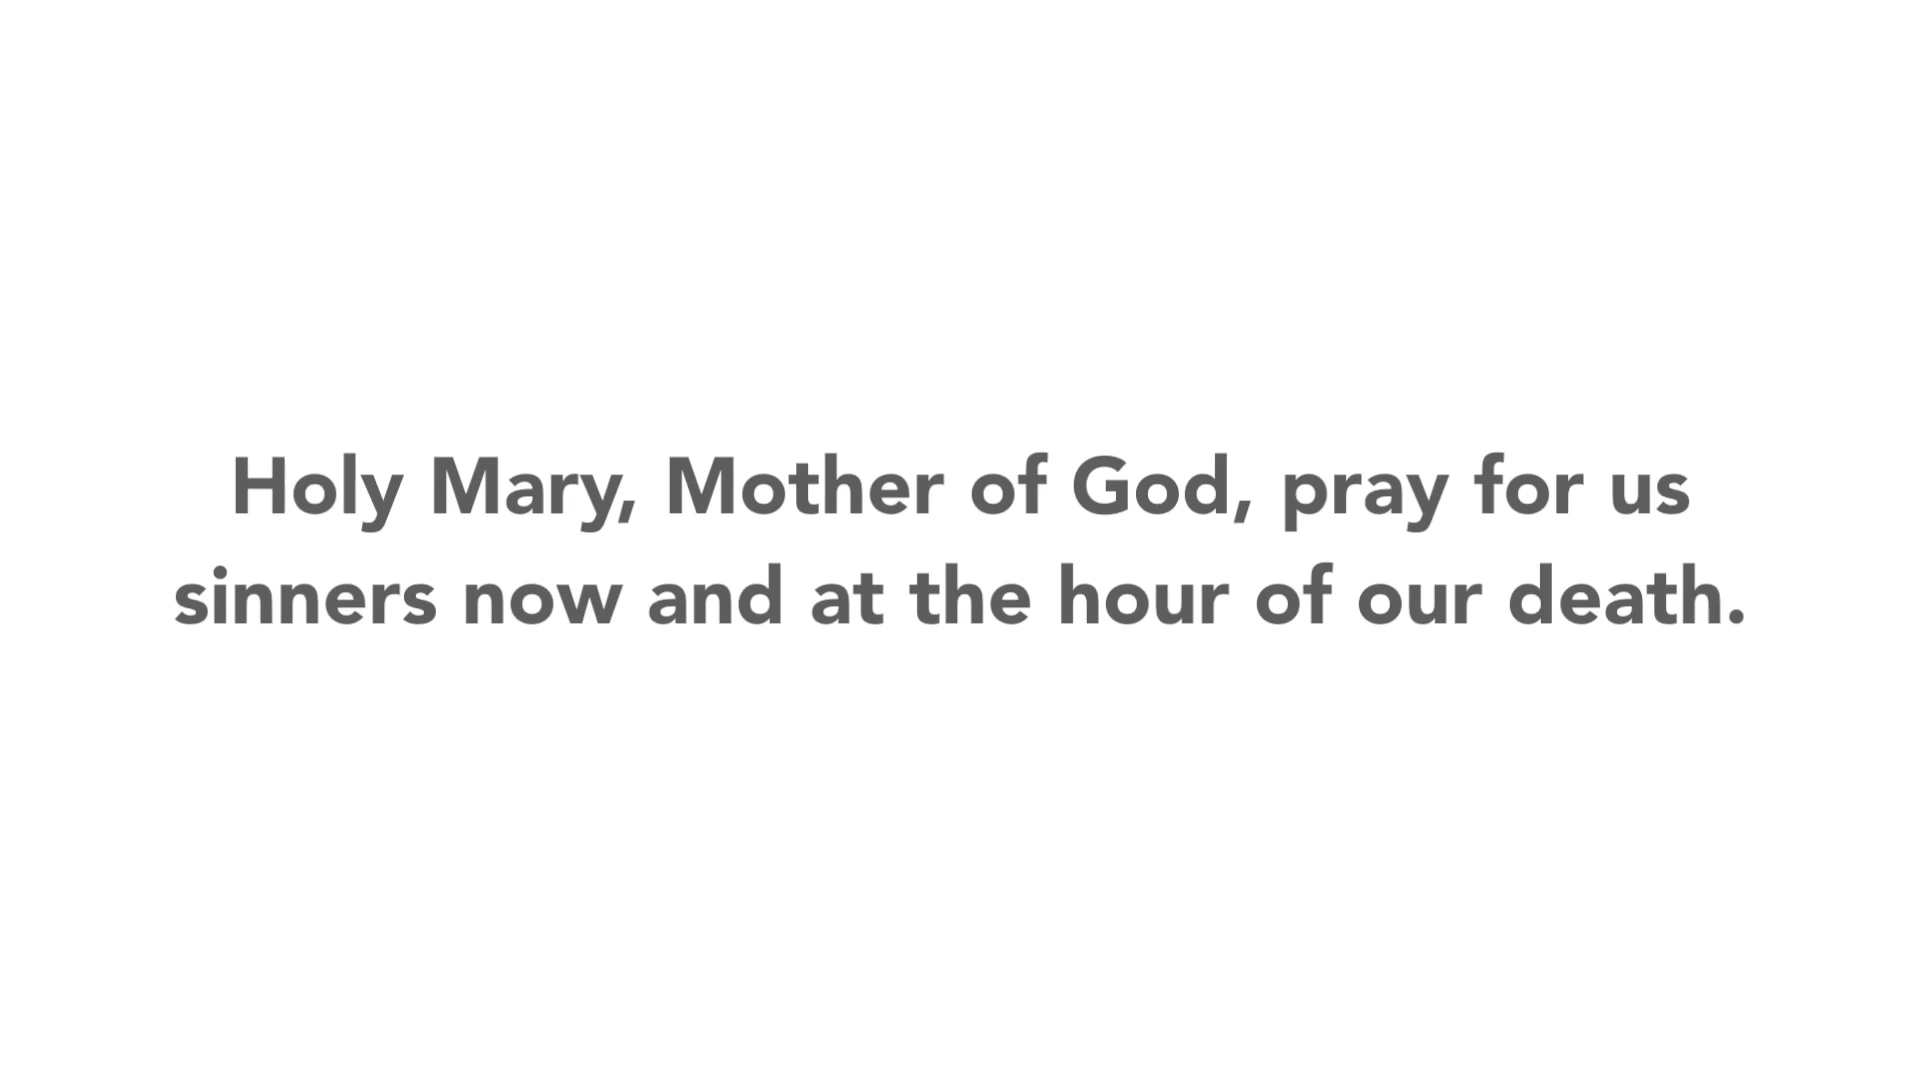 Holy Mary, Mother of God, pray for us
sinners now and at the hour of our death.